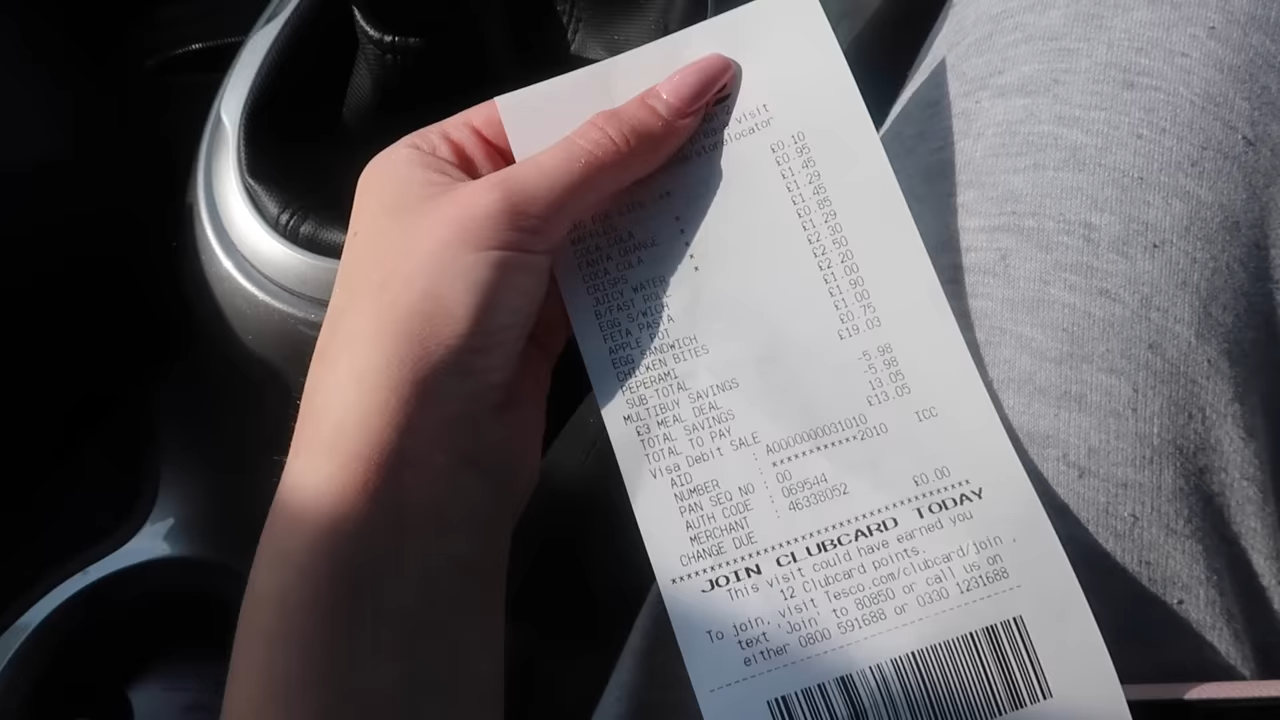 visit
storelocator
BAG FOR LIFE ** £0.10
WAFFLES £0.95
COCA COLA * £1.45
FANTA ORANGE * £1.29
COCA COLA * £1.45
CRISPS * £0.85
JUICY WATER £1.29
B/FAST ROLL £2.30
EGG S/WICH £2.50
FETA PASTA £2.20
APPLE POT £1.00
EGG SANDWICH £1.90
CHICKEN BITES £1.00
PEPERAMI £0.75
SUB-TOTAL £19.03
MULTIBUY SAVINGS
£3 MEAL DEAL -5.98
TOTAL SAVINGS -5.98
TOTAL TO PAY 13.05
Visa Debit SALE £13.05
AID : A0000000031010
NUMBER : ************2010 ICC
PAN SEQ NO : 00
AUTH CODE : 069544
MERCHANT : 46338052
CHANGE DUE £0.00
JOIN CLUBCARD TODAY
This visit could have earned you
12 Clubcard points.
To join, visit Tesco.com/clubcard/join ,
text 'Join' to 80850 or call us on
either 0800 591688 or 0330 1231688